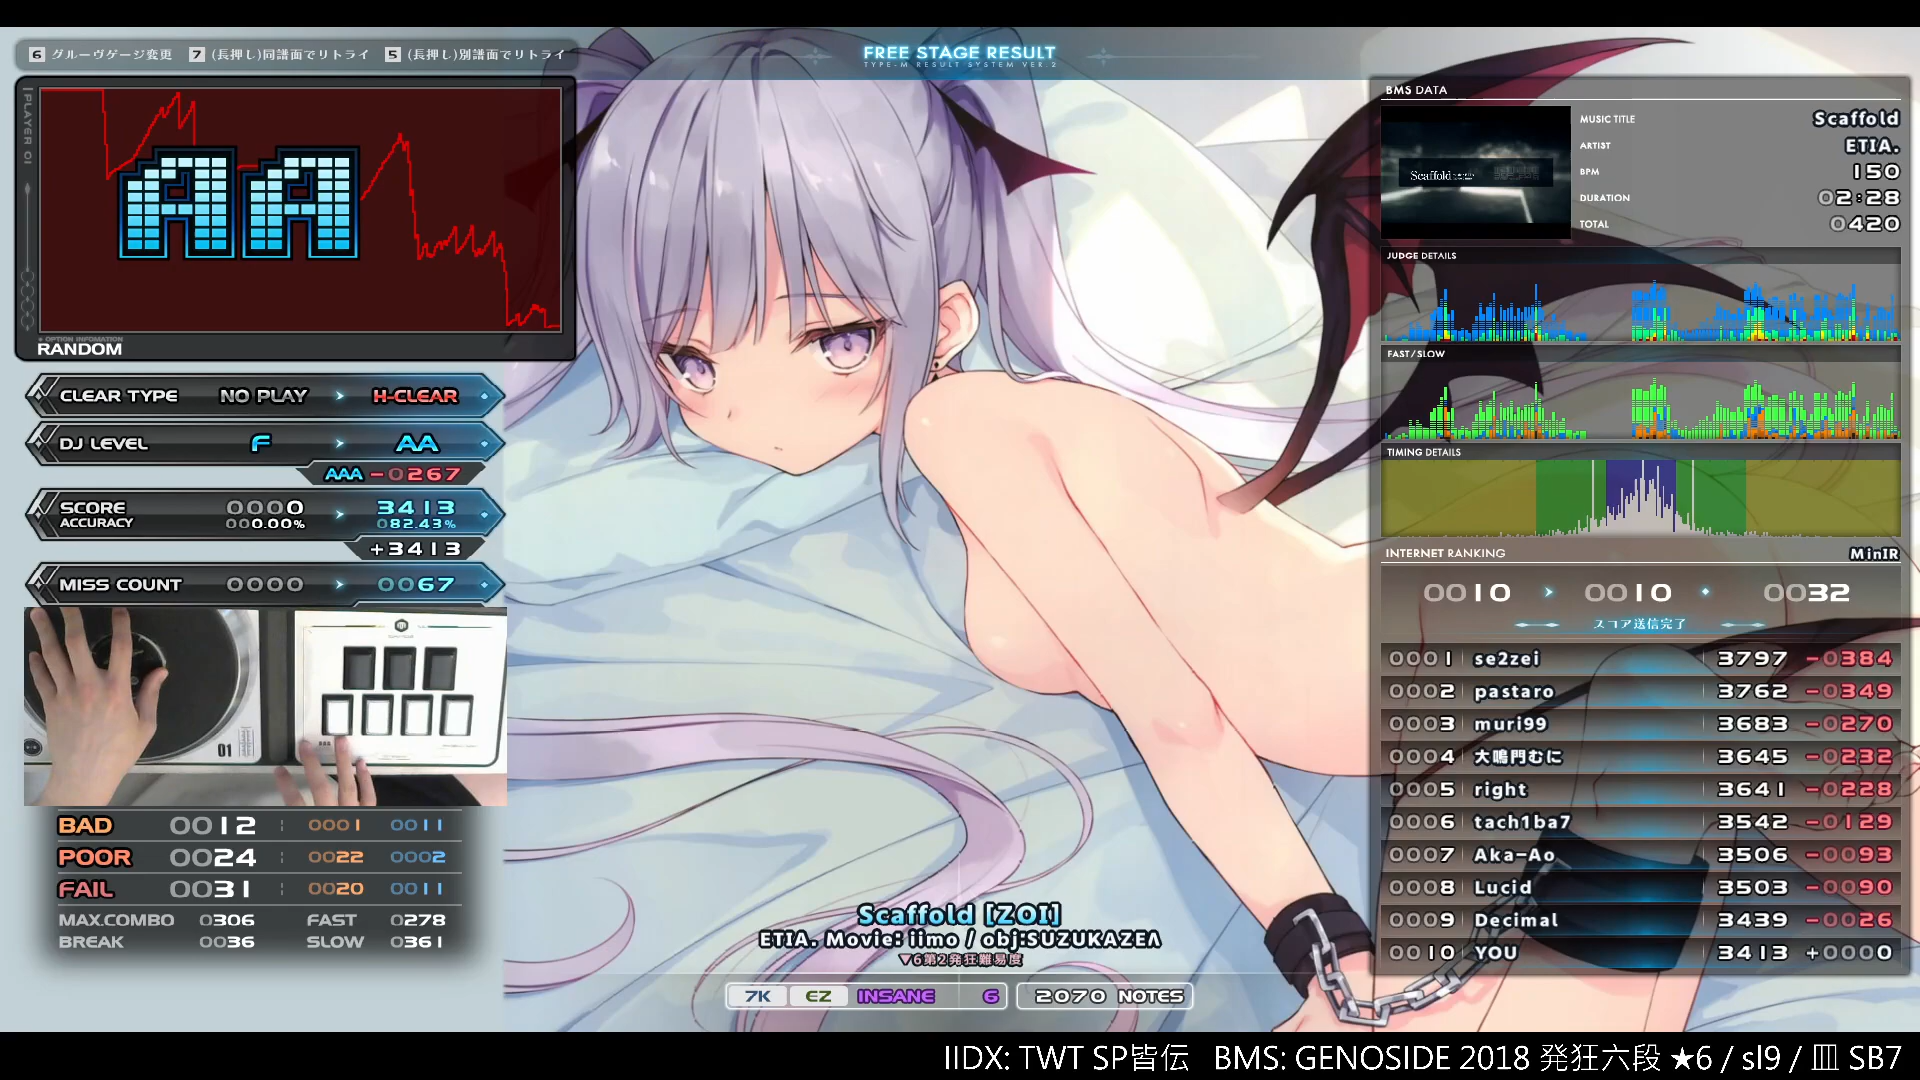 6 グルーヴゲージ変更 7 (長押し)同譜面でリトライ 5 (長押し)別譜面でリトライ
FREE STAGE RESULT
TYPE-M RESULT SYSTEM VER.2
PLAYER 01
AA
OPTION INFOMATION
RANDOM
CLEAR TYPE NO PLAY H-CLEAR
DJ LEVEL F AA
AAA -0267
SCORE 0000 3413
ACCURACY 000.00% 082.43%
+3413
MISS COUNT 0000 0067
01
BAD 0012 0001 0011
POOR 0024 0022 0002
FAIL 0031 0020 0011
MAX.COMBO 0306 FAST 0278
BREAK 0036 SLOW 0361
Scaffold [ZOI]
ETIA. Movie: iimo / obj:SUZUKAZEΛ
▼6第2発狂難易度
7K EZ INSANE 6 2070 NOTES
BMS DATA
Scaffold
MUSIC TITLE Scaffold
ARTIST ETIA.
BPM 150
DURATION 02:28
TOTAL 0420
JUDGE DETAILS
FAST/SLOW
TIMING DETAILS
INTERNET RANKING MinIR
0010 0010 0032
スコア送信完了
0001 se2zei 3797 -0384
0002 pastaro 3762 -0349
0003 muri99 3683 -0270
0004 大鳴門むに 3645 -0232
0005 right 3641 -0228
0006 tach1ba7 3542 -0129
0007 Aka-Ao 3506 -0093
0008 Lucid 3503 -0090
0009 Decimal 3439 -0026
0010 YOU 3413 +0000
IIDX: TWT SP皆伝 BMS: GENOSIDE 2018 発狂六段 ★6 / sl9 / 皿 SB7